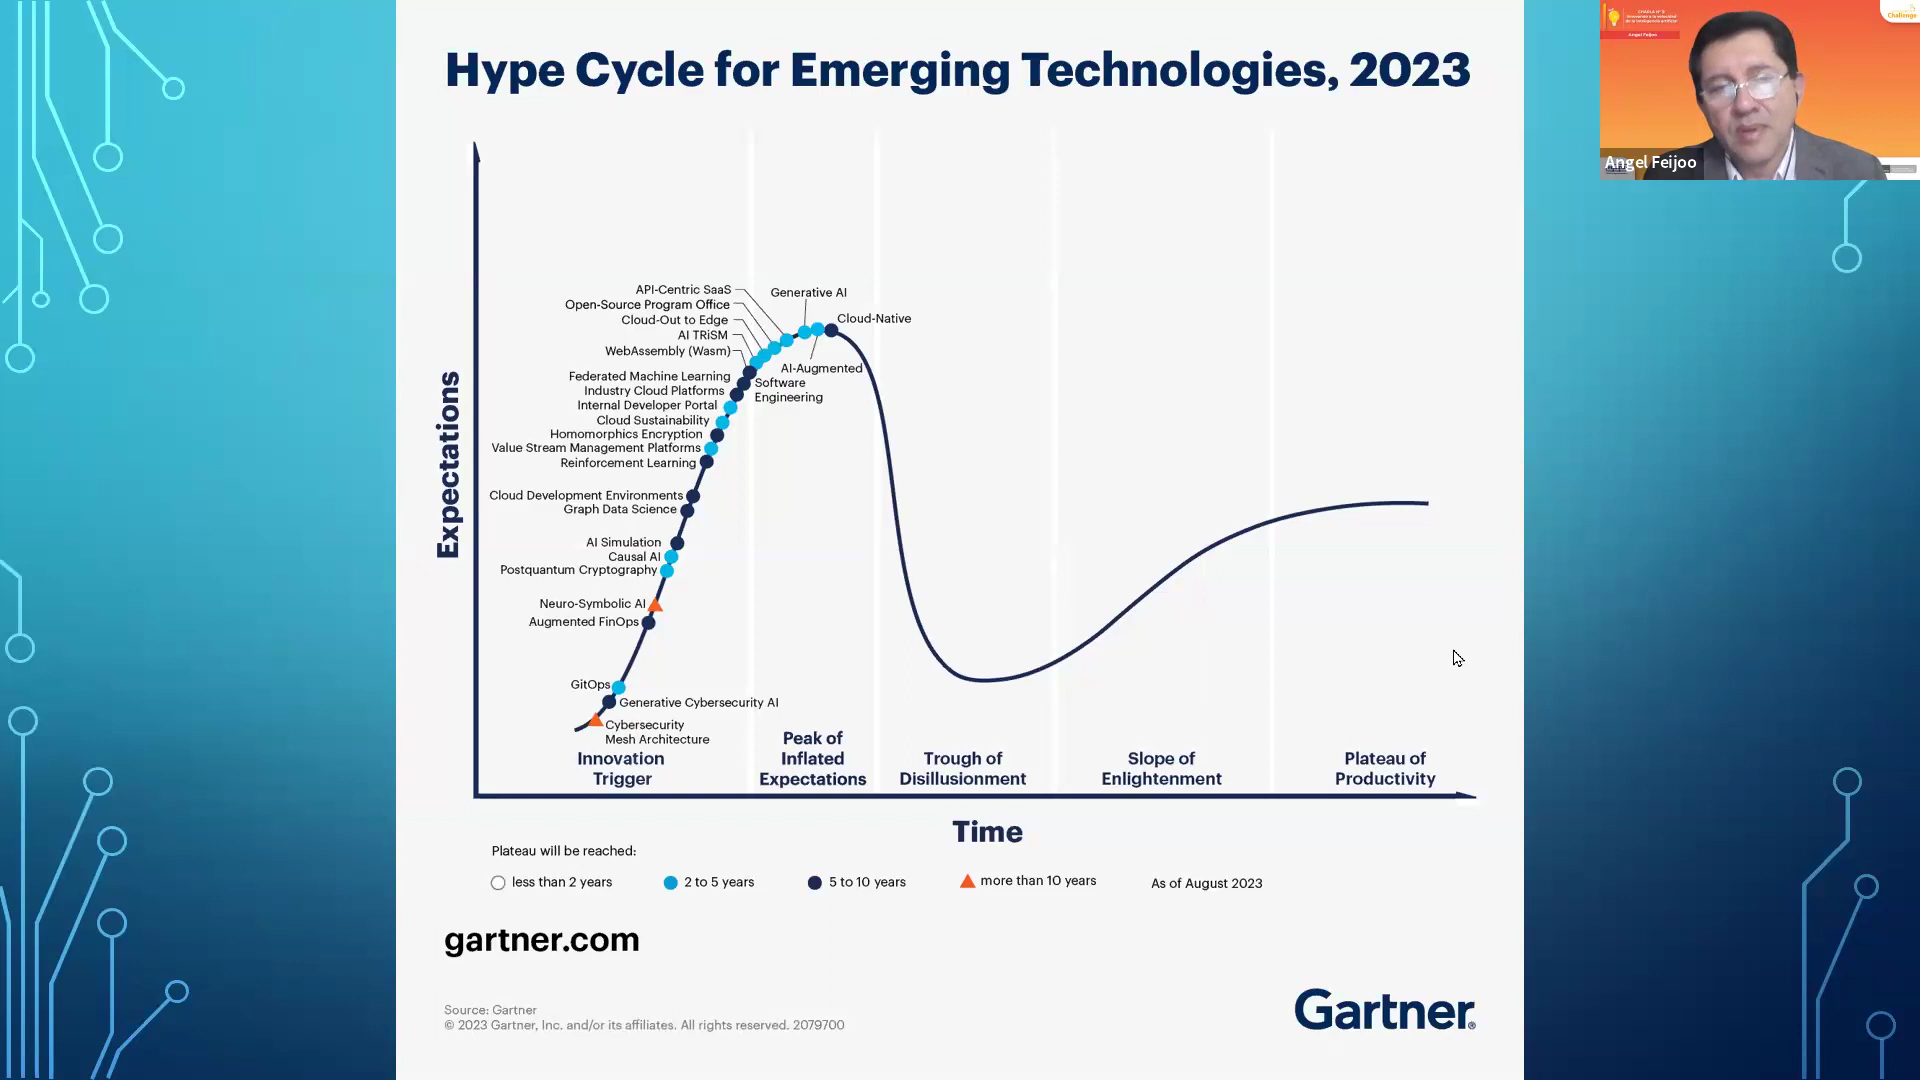 Hype Cycle for Emerging Technologies, 2023
CHARLA N° 5
Angel Feijoo
Challenge
Angel Feijoo
Expectations
API-Centric SaaS
Generative AI
Open-Source Program Office
Cloud-Out to Edge
Cloud-Native
AI TRiSM
WebAssembly (Wasm)
AI-Augmented
Software
Engineering
Federated Machine Learning
Industry Cloud Platforms
Internal Developer Portal
Cloud Sustainability
Homomorphics Encryption
Value Stream Management Platforms
Reinforcement Learning
Cloud Development Environments
Graph Data Science
AI Simulation
Causal AI
Postquantum Cryptography
Neuro-Symbolic AI
Augmented FinOps
GitOps
Generative Cybersecurity AI
Cybersecurity
Mesh Architecture
Innovation
Trigger
Peak of
Inflated
Expectations
Trough of
Disillusionment
Slope of
Enlightenment
Plateau of
Productivity
Time
Plateau will be reached:
less than 2 years
2 to 5 years
5 to 10 years
more than 10 years
As of August 2023
gartner.com
Source: Gartner
© 2023 Gartner, Inc. and/or its affiliates. All rights reserved. 2079700
Gartner®